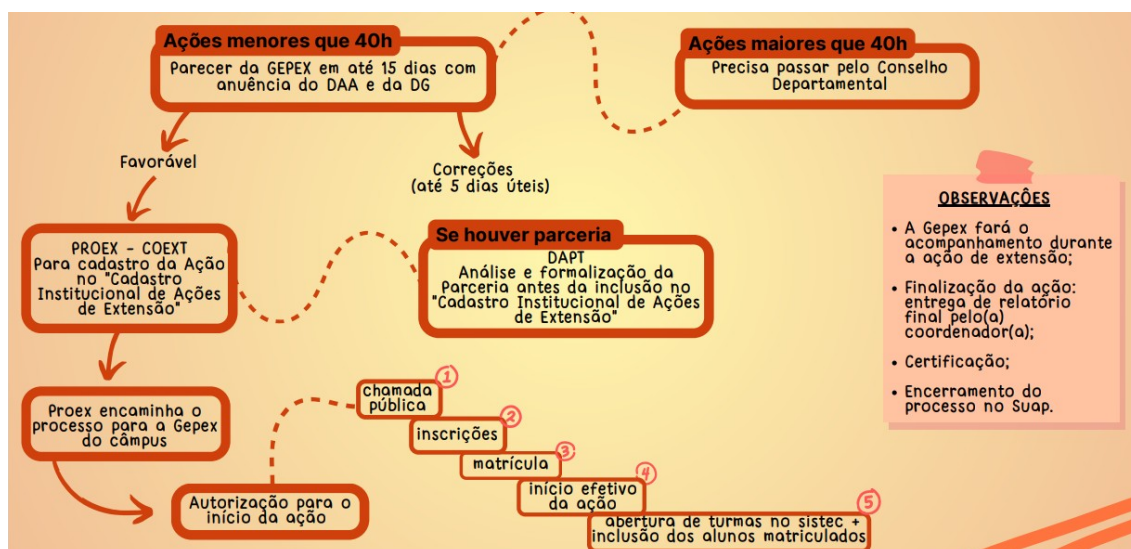 Ações menores que 40h
Parecer da GEPEX em até 15 dias com
anuência do DAA e da DG
Ações maiores que 40h
Precisa passar pelo Conselho
Departamental
Favorável
Correções
(até 5 dias úteis)
PROEX - COEXT
Para cadastro da Ação
no "Cadastro
Institucional de Ações
de Extensão"
Se houver parceria
DAPT
Análise e formalização da
Parceria antes da inclusão no
"Cadastro Institucional de Ações
de Extensão"
Proex encaminha o
processo para a Gepex
do câmpus
Autorização para o
início da ação
1
chamada
pública
2
inscrições
3
matrícula
4
início efetivo
da ação
5
abertura de turmas no sistec +
inclusão dos alunos matriculados
OBSERVAÇÕES
• A Gepex fará o
acompanhamento durante
a ação de extensão;
• Finalização da ação:
entrega de relatório
final pelo(a)
coordenador(a);
• Certificação;
• Encerramento do
processo no Suap.